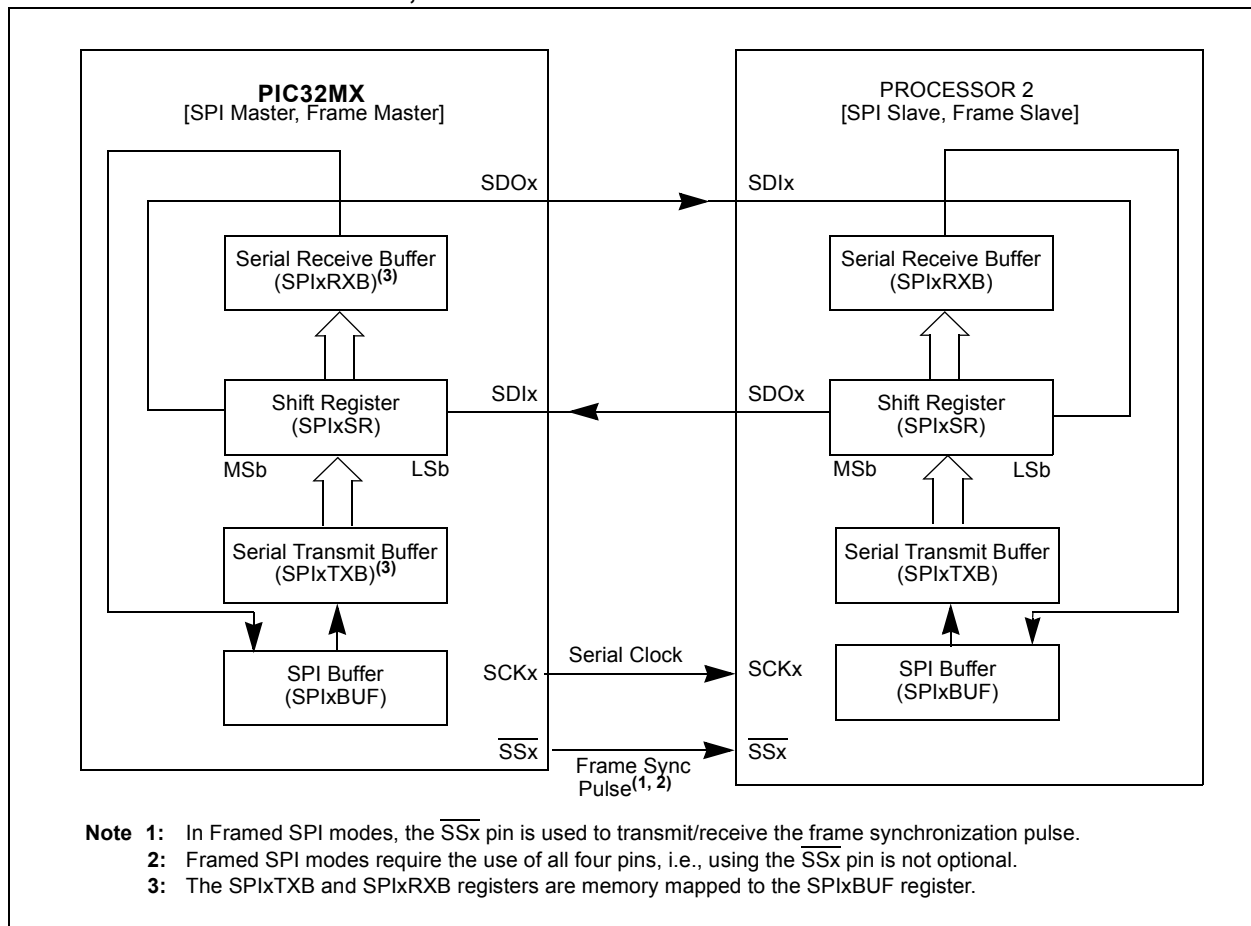 PIC32MX
[SPI Master, Frame Master]
PROCESSOR 2
[SPI Slave, Frame Slave]
SDOx
SDIx
Serial Receive Buffer
(SPIxRXB)(3)
Serial Receive Buffer
(SPIxRXB)
SDIx
SDOx
Shift Register
(SPIxSR)
Shift Register
(SPIxSR)
MSb
LSb
MSb
LSb
Serial Transmit Buffer
(SPIxTXB)(3)
Serial Transmit Buffer
(SPIxTXB)
SPI Buffer
(SPIxBUF)
SCKx
Serial Clock
SCKx
SPI Buffer
(SPIxBUF)
SSx
SSx
Frame Sync
Pulse(1, 2)
Note 1: In Framed SPI modes, the SSx pin is used to transmit/receive the frame synchronization pulse.
2: Framed SPI modes require the use of all four pins, i.e., using the SSx pin is not optional.
3: The SPIxTXB and SPIxRXB registers are memory mapped to the SPIxBUF register.